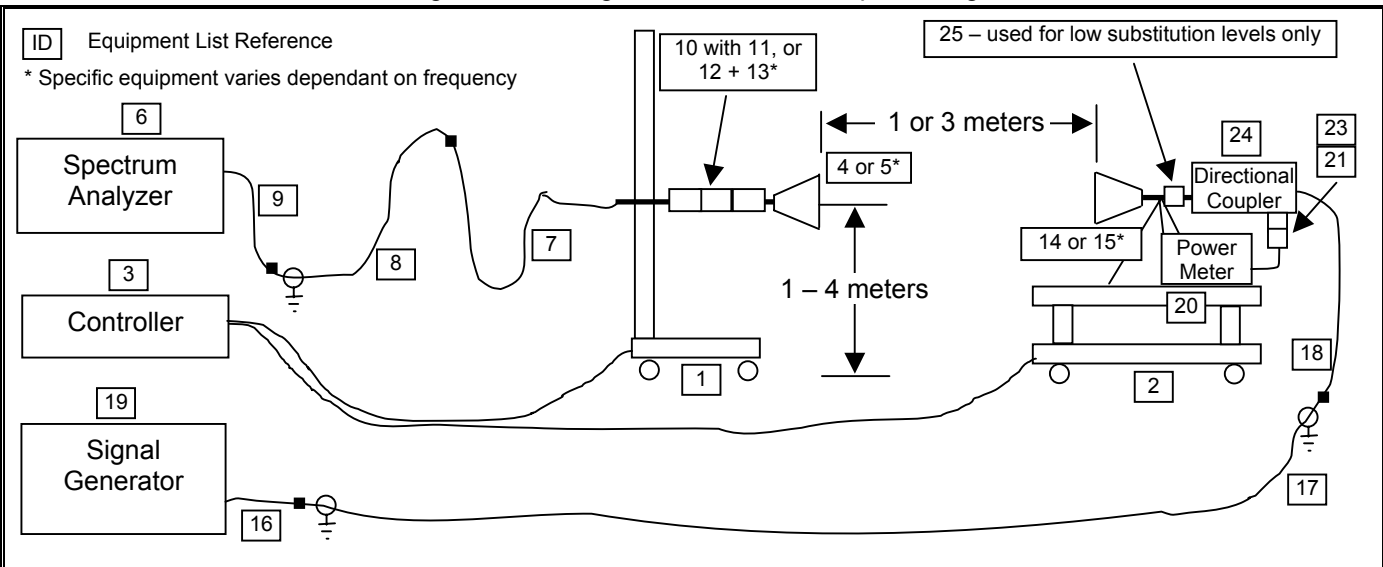 ID Equipment List Reference
* Specific equipment varies dependant on frequency
10 with 11, or
12 + 13*
25 – used for low substitution levels only
6
Spectrum
Analyzer
9
8
7
4 or 5*
1 or 3 meters
24
23
21
Directional
Coupler
14 or 15*
Power
Meter
20
3
Controller
1 – 4 meters
1
2
18
19
Signal
Generator
16
17